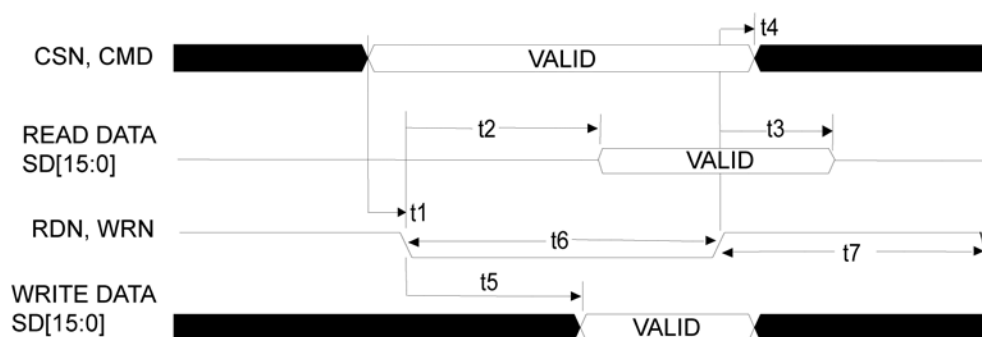 t4
CSN, CMD
VALID
READ DATA
SD[15:0]
t2
t3
VALID
t1
RDN, WRN
t6
t7
t5
WRITE DATA
SD[15:0]
VALID